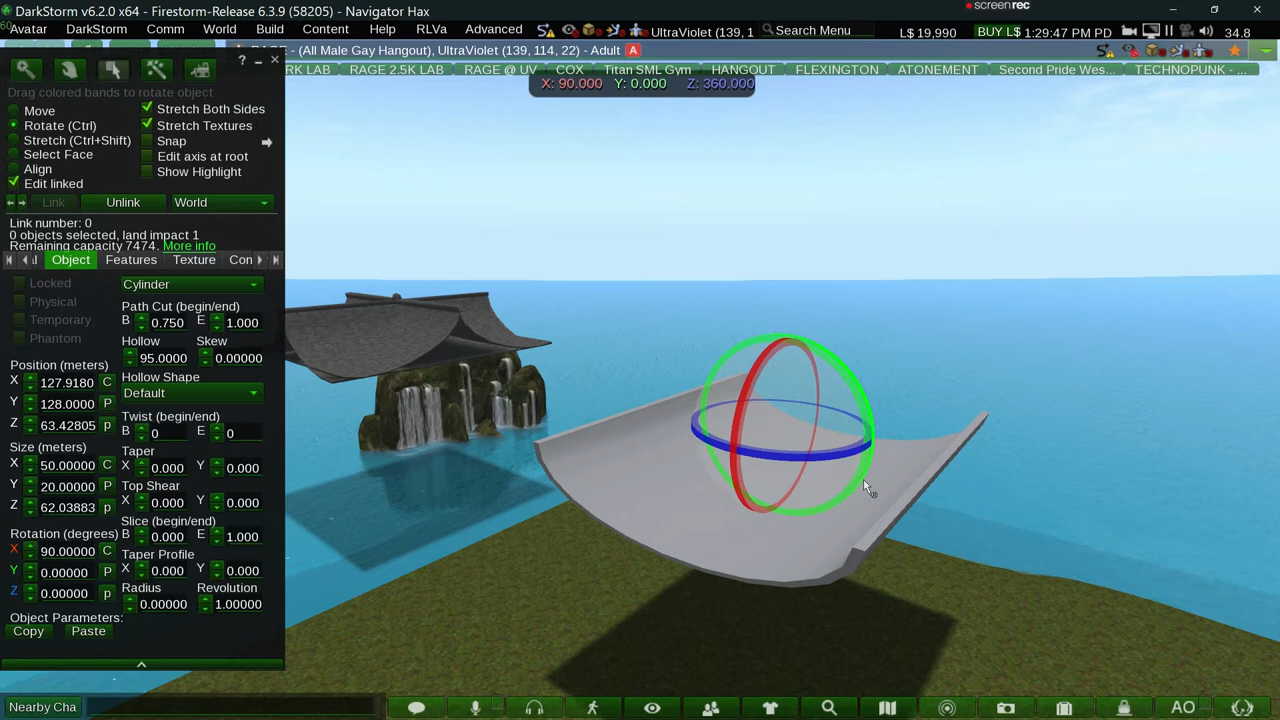 DarkStorm v6.2.0 x64 - Firestorm-Release 6.3.9 (58205) - Navigator Hax
screenrec
60
Avatar DarkStorm Comm World Build Content Help RLVa Advanced UltraViolet (139, 1 Search Menu L$ 19,990 BUY L$ 1:29:47 PM PD 34.8
(All Male Gay Hangout), UltraViolet (139, 114, 22) - Adult A
RK LAB RAGE 2.5K LAB RAGE @ UV COX Titan SML Gym HANGOUT FLEXINGTON ATONEMENT Second Pride Wes... TECHNOPUNK - ...
X: 90.000 Y: 0.000 Z: 360.000
Drag colored bands to rotate object
Move Stretch Both Sides
Rotate (Ctrl) Stretch Textures
Stretch (Ctrl+Shift) Snap
Select Face Edit axis at root
Align Show Highlight
Edit linked
Link Unlink World
Link number: 0
0 objects selected, land impact 1
Remaining capacity 7474. More info
Object Features Texture Con
Locked Cylinder
Physical Path Cut (begin/end)
Temporary B 0.750 E 1.000
Phantom Hollow Skew
95.0000 0.00000
Position (meters) Hollow Shape
X 127.9180 C Default
Y 128.0000 P Twist (begin/end)
Z 63.42805 p B 0 E 0
Size (meters) Taper
X 50.00000 C X 0.000 Y 0.000
Y 20.00000 P Top Shear
Z 62.03883 p X 0.000 Y 0.000
Rotation (degrees) Slice (begin/end)
X 90.00000 C B 0.000 E 1.000
Y 0.00000 P Taper Profile
X 0.000 Y 0.000
Z 0.00000 p Radius Revolution
0.00000 1.00000
Object Parameters:
Copy Paste
Nearby Cha AO